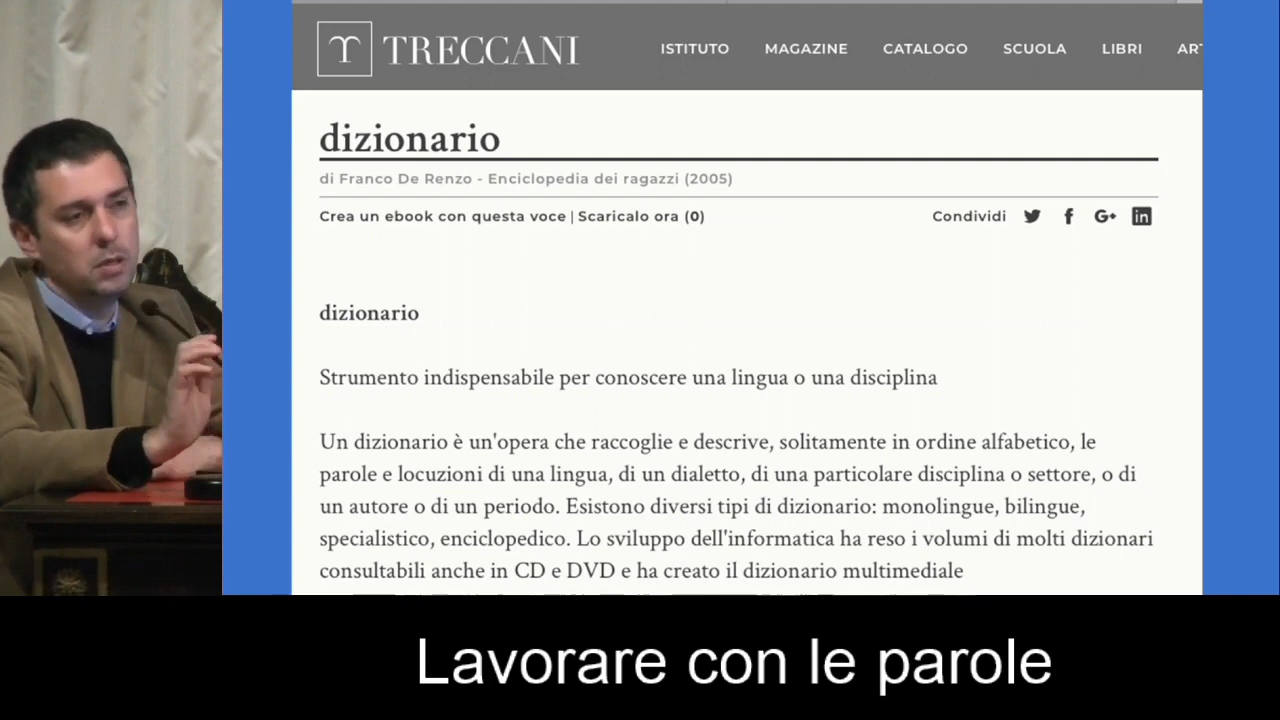 TRECCANI
ISTITUTO MAGAZINE CATALOGO SCUOLA LIBRI
dizionario
di Franco De Renzo - Enciclopedia dei ragazzi (2005)
Crea un ebook con questa voce | Scaricalo ora (0)
Condividi
dizionario
Strumento indispensabile per conoscere una lingua o una disciplina
Un dizionario è un'opera che raccoglie e descrive, solitamente in ordine alfabetico, le
parole e locuzioni di una lingua, di un dialetto, di una particolare disciplina o settore, o di
un autore o di un periodo. Esistono diversi tipi di dizionario: monolingue, bilingue,
specialistico, enciclopedico. Lo sviluppo dell'informatica ha reso i volumi di molti dizionari
consultabili anche in CD e DVD e ha creato il dizionario multimediale
Lavorare con le parole